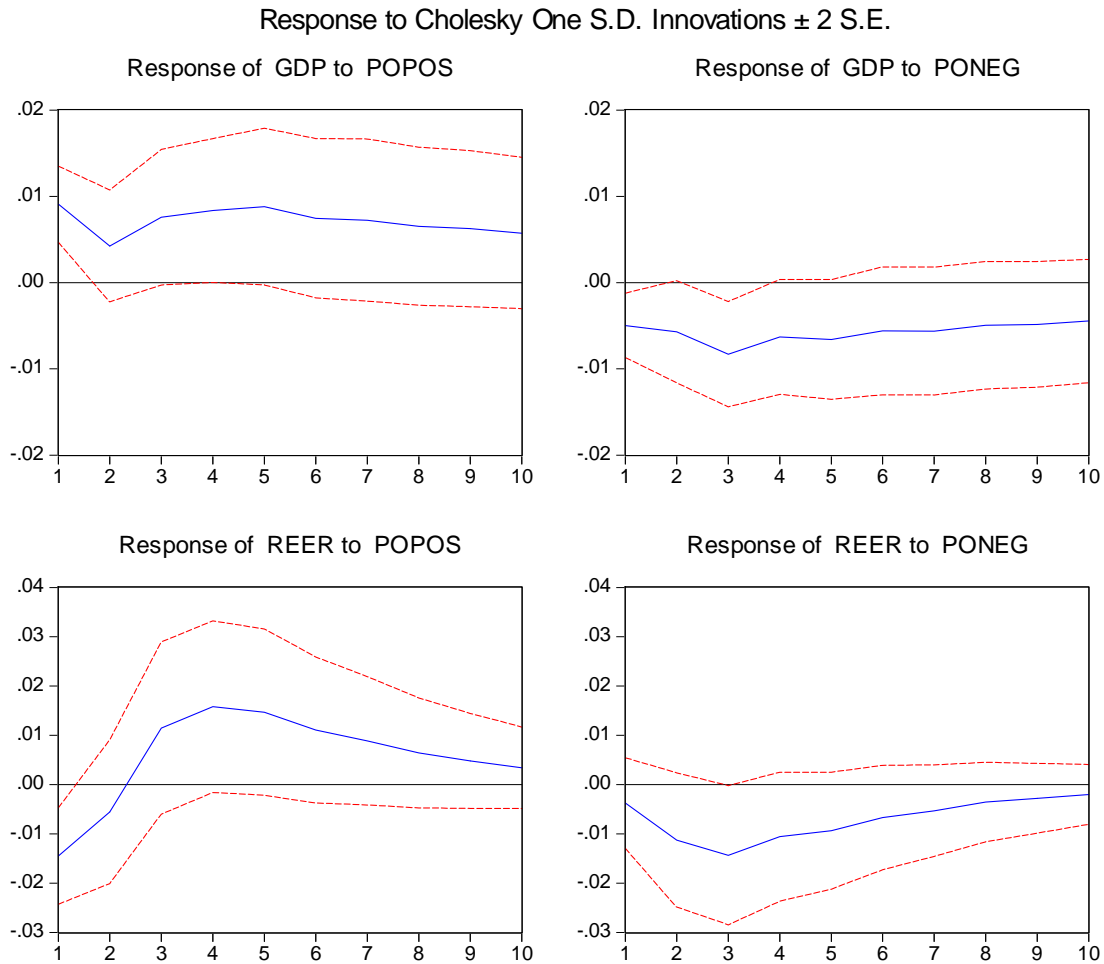 Response to Cholesky One S.D. Innovations ± 2 S.E.
Response of GDP to POPOS
.02
.01
.00
-.01
-.02
1 2 3 4 5 6 7 8 9 10
Response of GDP to PONEG
.02
.01
.00
-.01
-.02
1 2 3 4 5 6 7 8 9 10
Response of REER to POPOS
.04
.03
.02
.01
.00
-.01
-.02
-.03
1 2 3 4 5 6 7 8 9 10
Response of REER to PONEG
.04
.03
.02
.01
.00
-.01
-.02
-.03
1 2 3 4 5 6 7 8 9 10